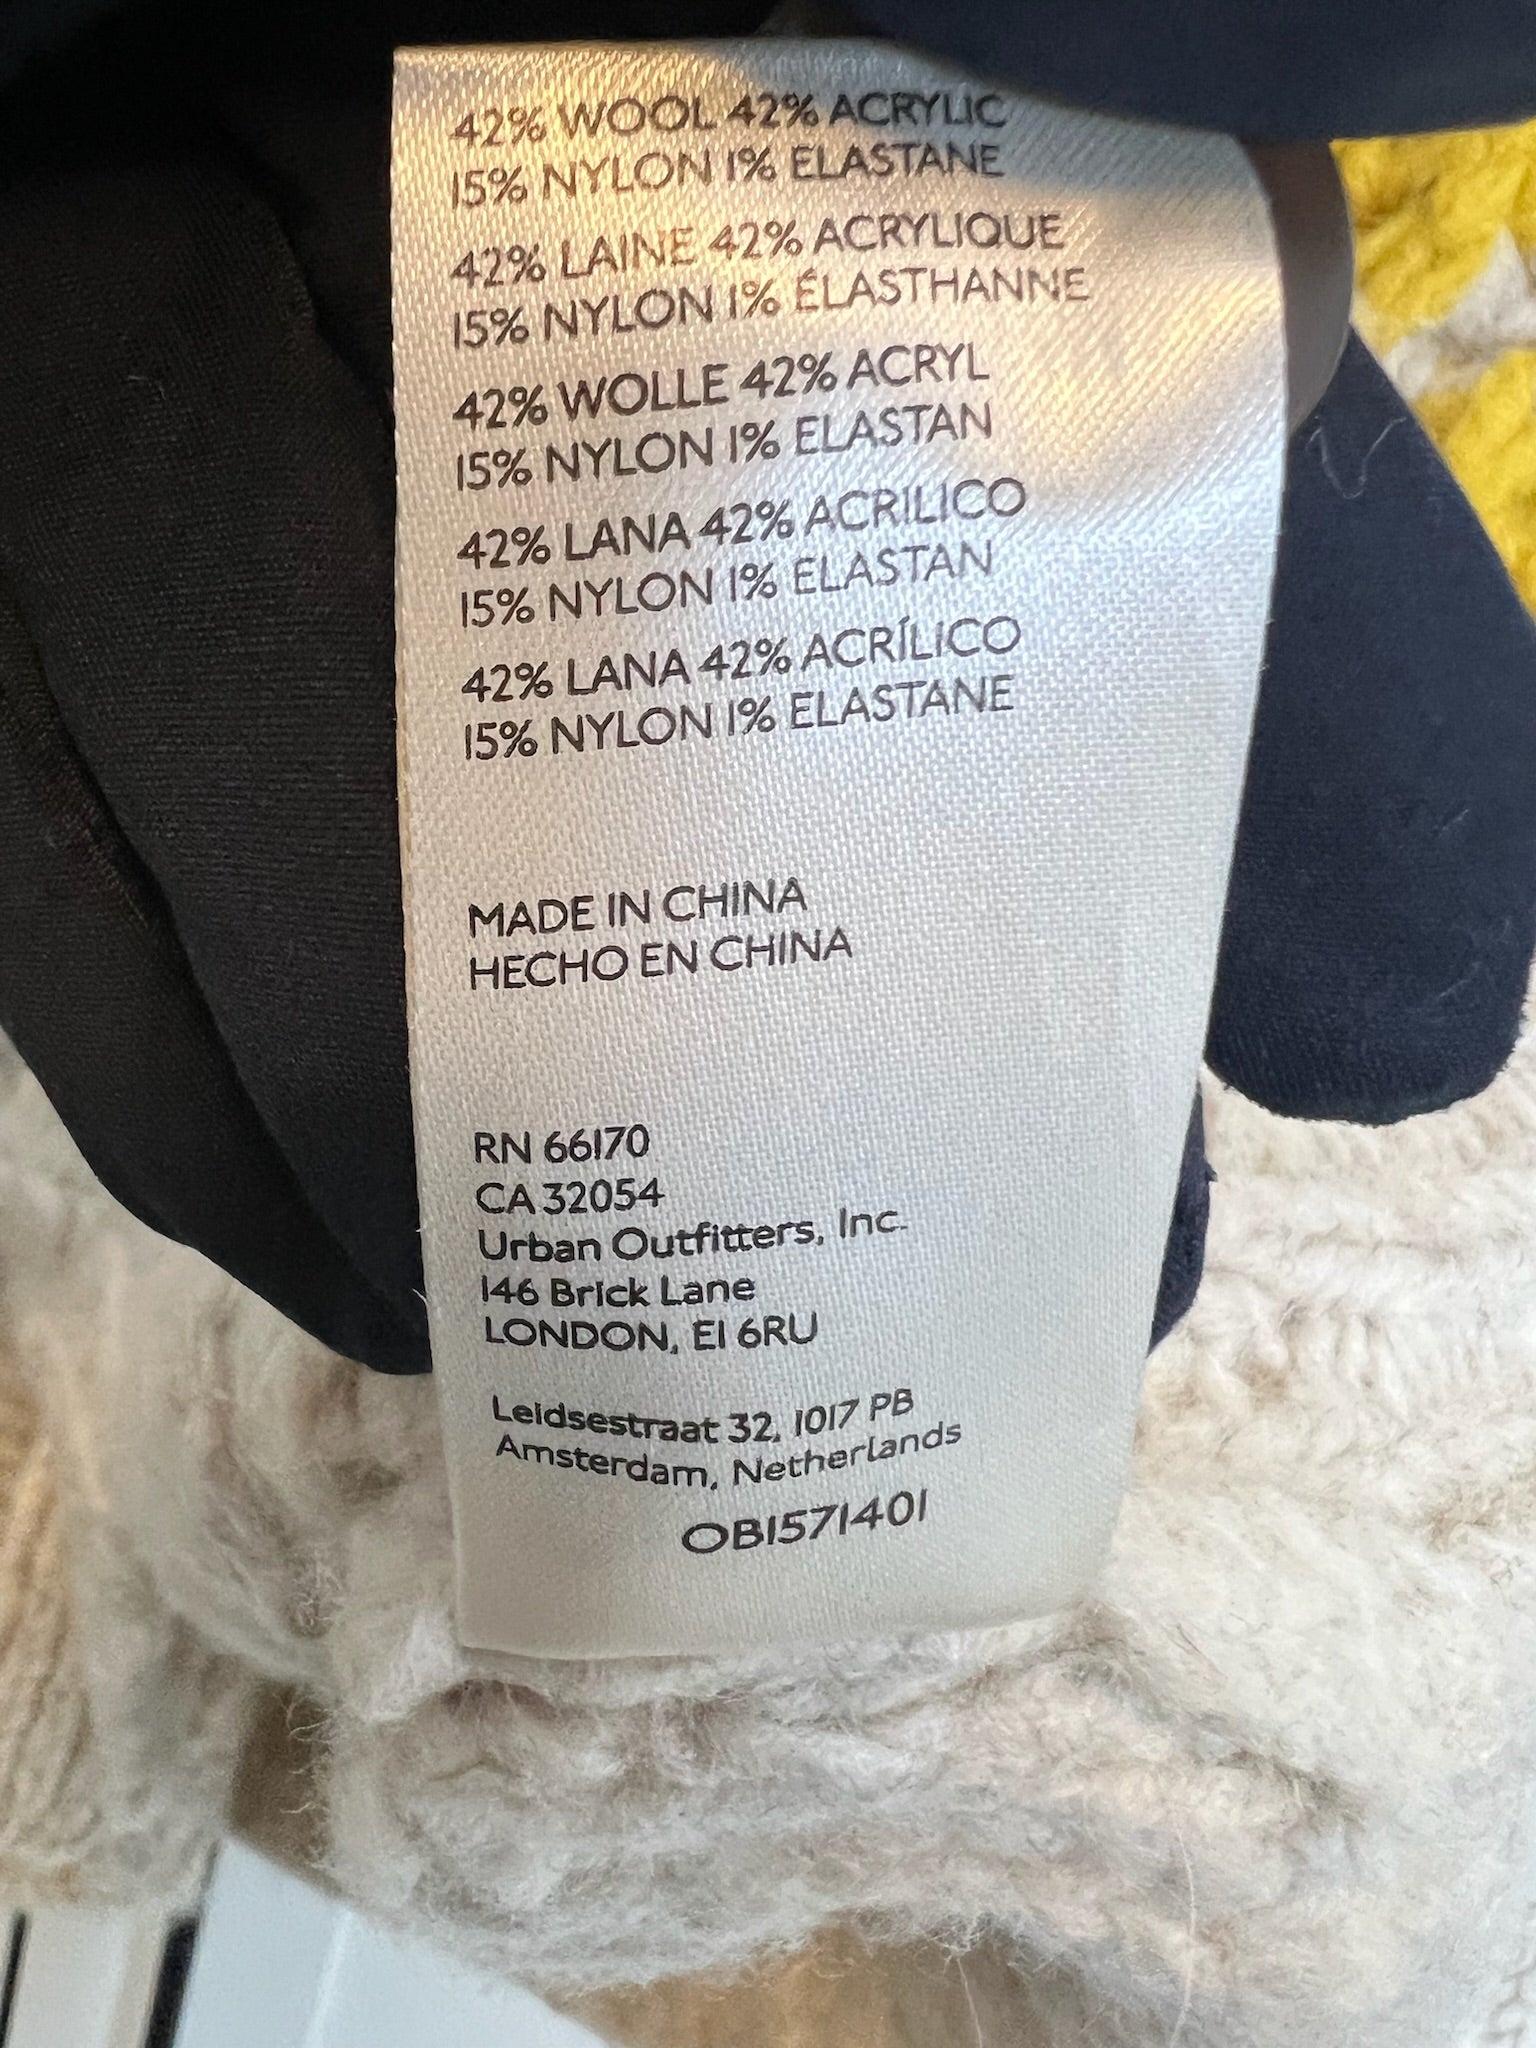 42% WOOL 42% ACRYLIC
15% NYLON 1% ELASTANE
42% LAINE 42% ACRYLIQUE
15% NYLON 1% ÉLASTHANNE
42% WOLLE 42% ACRYL
15% NYLON 1% ELASTAN
42% LANA 42% ACRILICO
15% NYLON 1% ELASTAN
42% LANA 42% ACRÍLICO
15% NYLON 1% ELASTANE
MADE IN CHINA
HECHO EN CHINA
RN 66170
CA 32054
Urban Outfitters, Inc.
146 Brick Lane
LONDON, E1 6RU
Leidsestraat 32, 1017 PB
Amsterdam, Netherlands
OB1571401